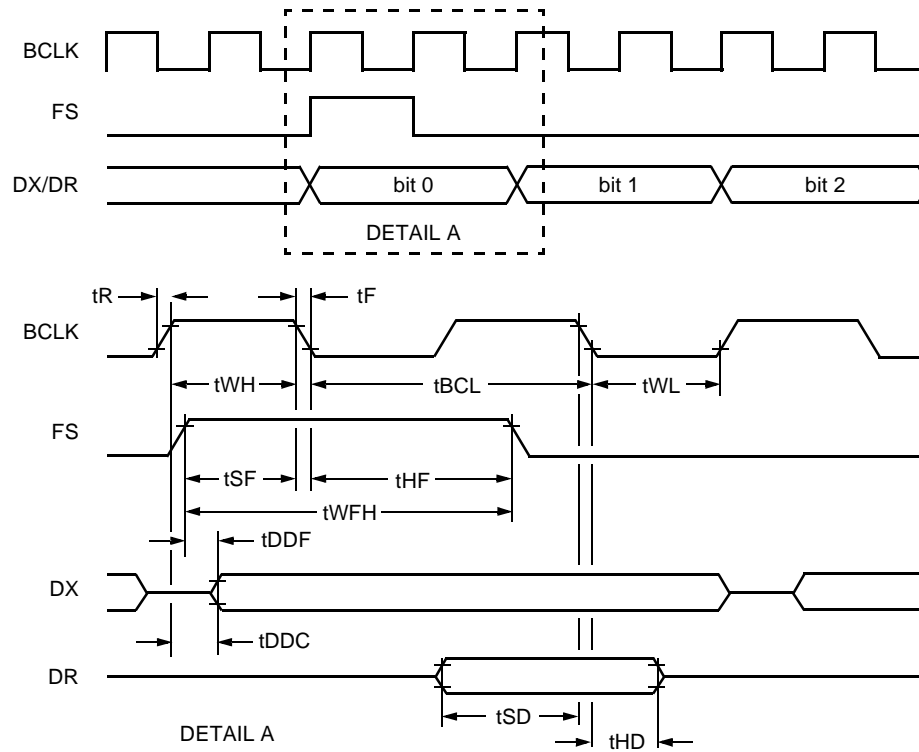 BCLK
FS
DX/DR
bit 0
bit 1
bit 2
DETAIL A
tR
tF
BCLK
tWH
tBCL
tWL
FS
tSF
tHF
tWFH
tDDF
DX
tDDC
DR
tSD
tHD
DETAIL A